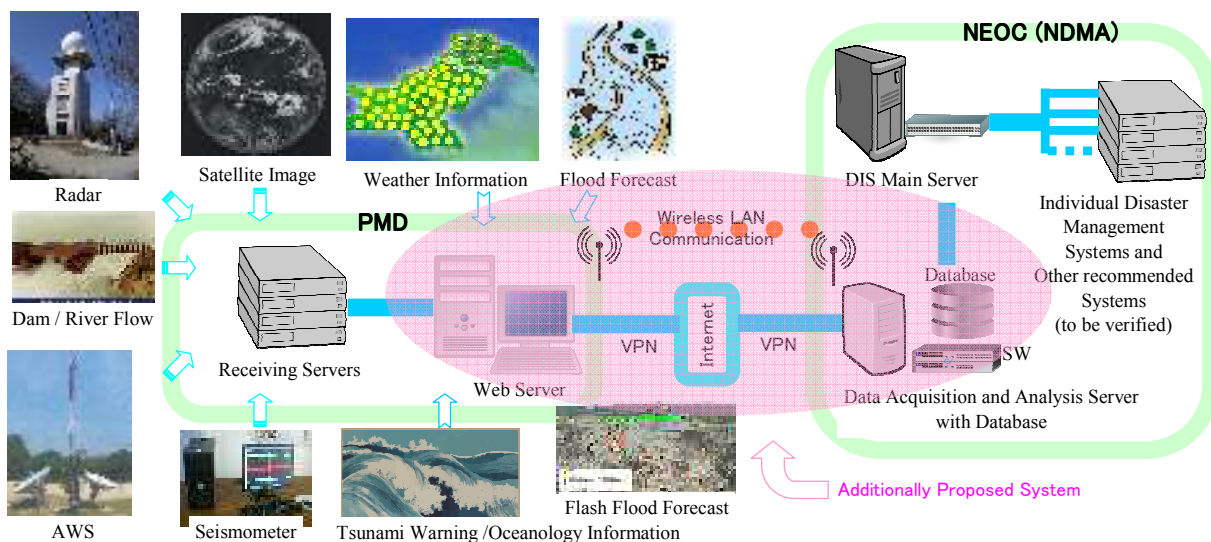 NEOC (NDMA)
Radar
Satellite Image
Weather Information
Flood Forecast
DIS Main Server
Individual Disaster
Management
Systems and
Other recommended
Systems
(to be verified)
PMD
Wireless LAN
Communication
Dam / River Flow
Receiving Servers
Web Server
VPN
Internet
VPN
Database
SW
Data Acquisition and Analysis Server
with Database
AWS
Seismometer
Tsunami Warning /Oceanology Information
Flash Flood Forecast
Additionally Proposed System